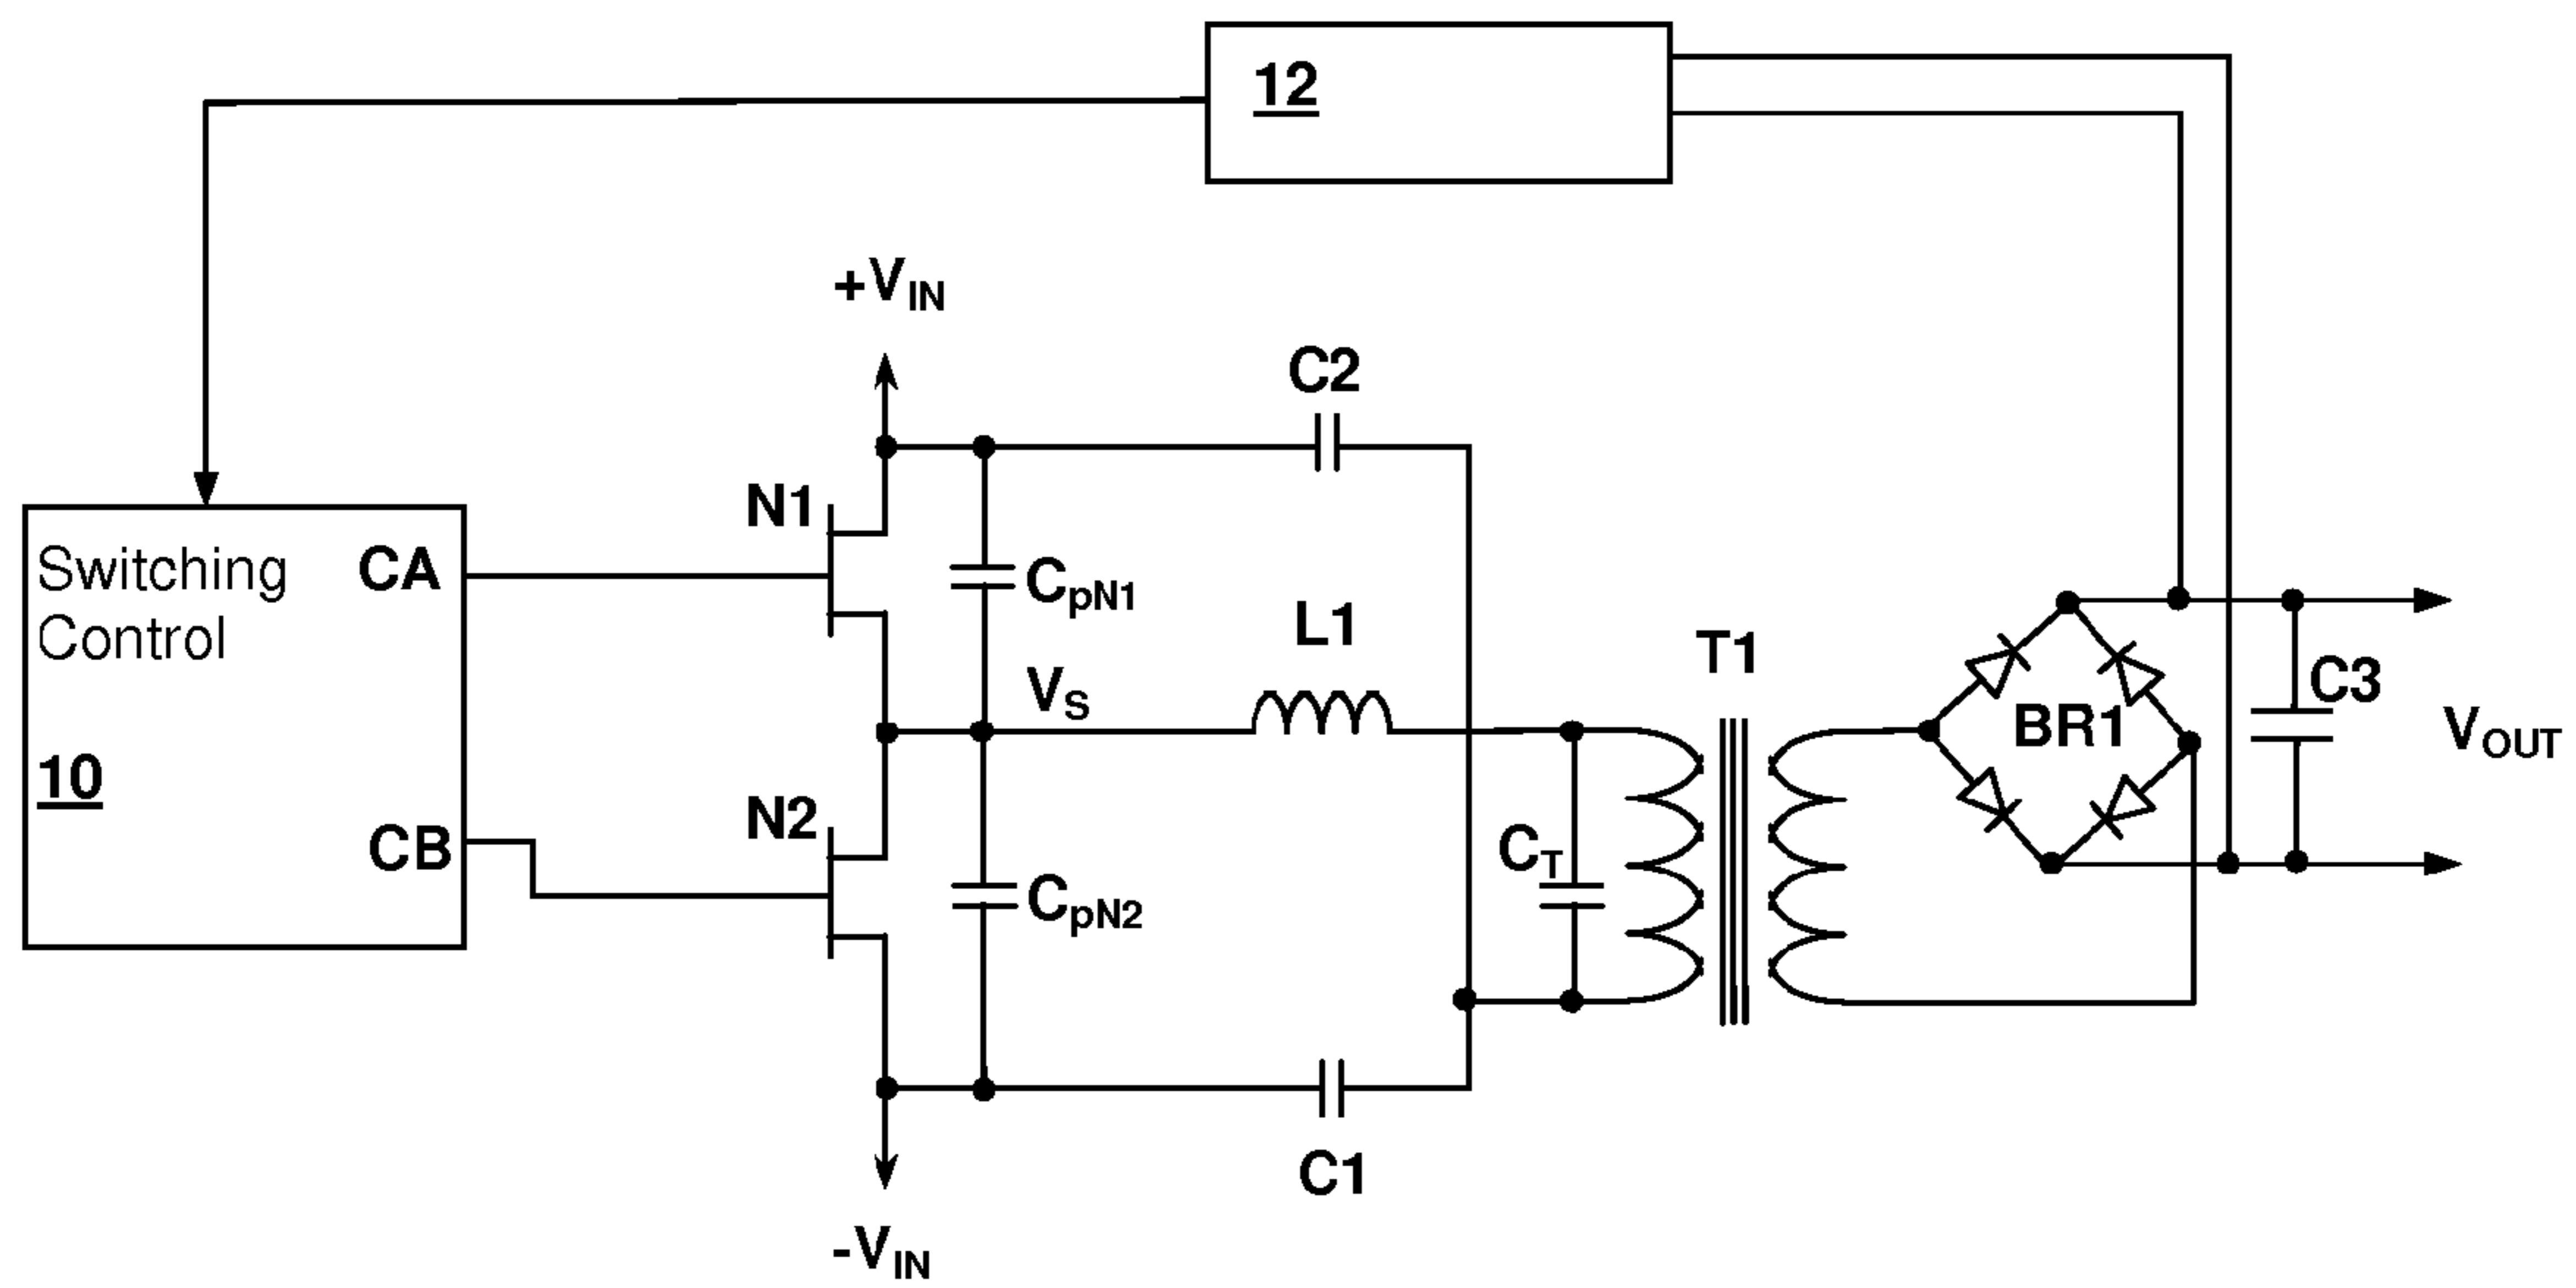 12
+VIN
C2
N1
Switching
Control
CA
CpN1
L1
T1
VS
C3
BR1
VOUT
10
N2
CB
CT
CpN2
C1
-VIN